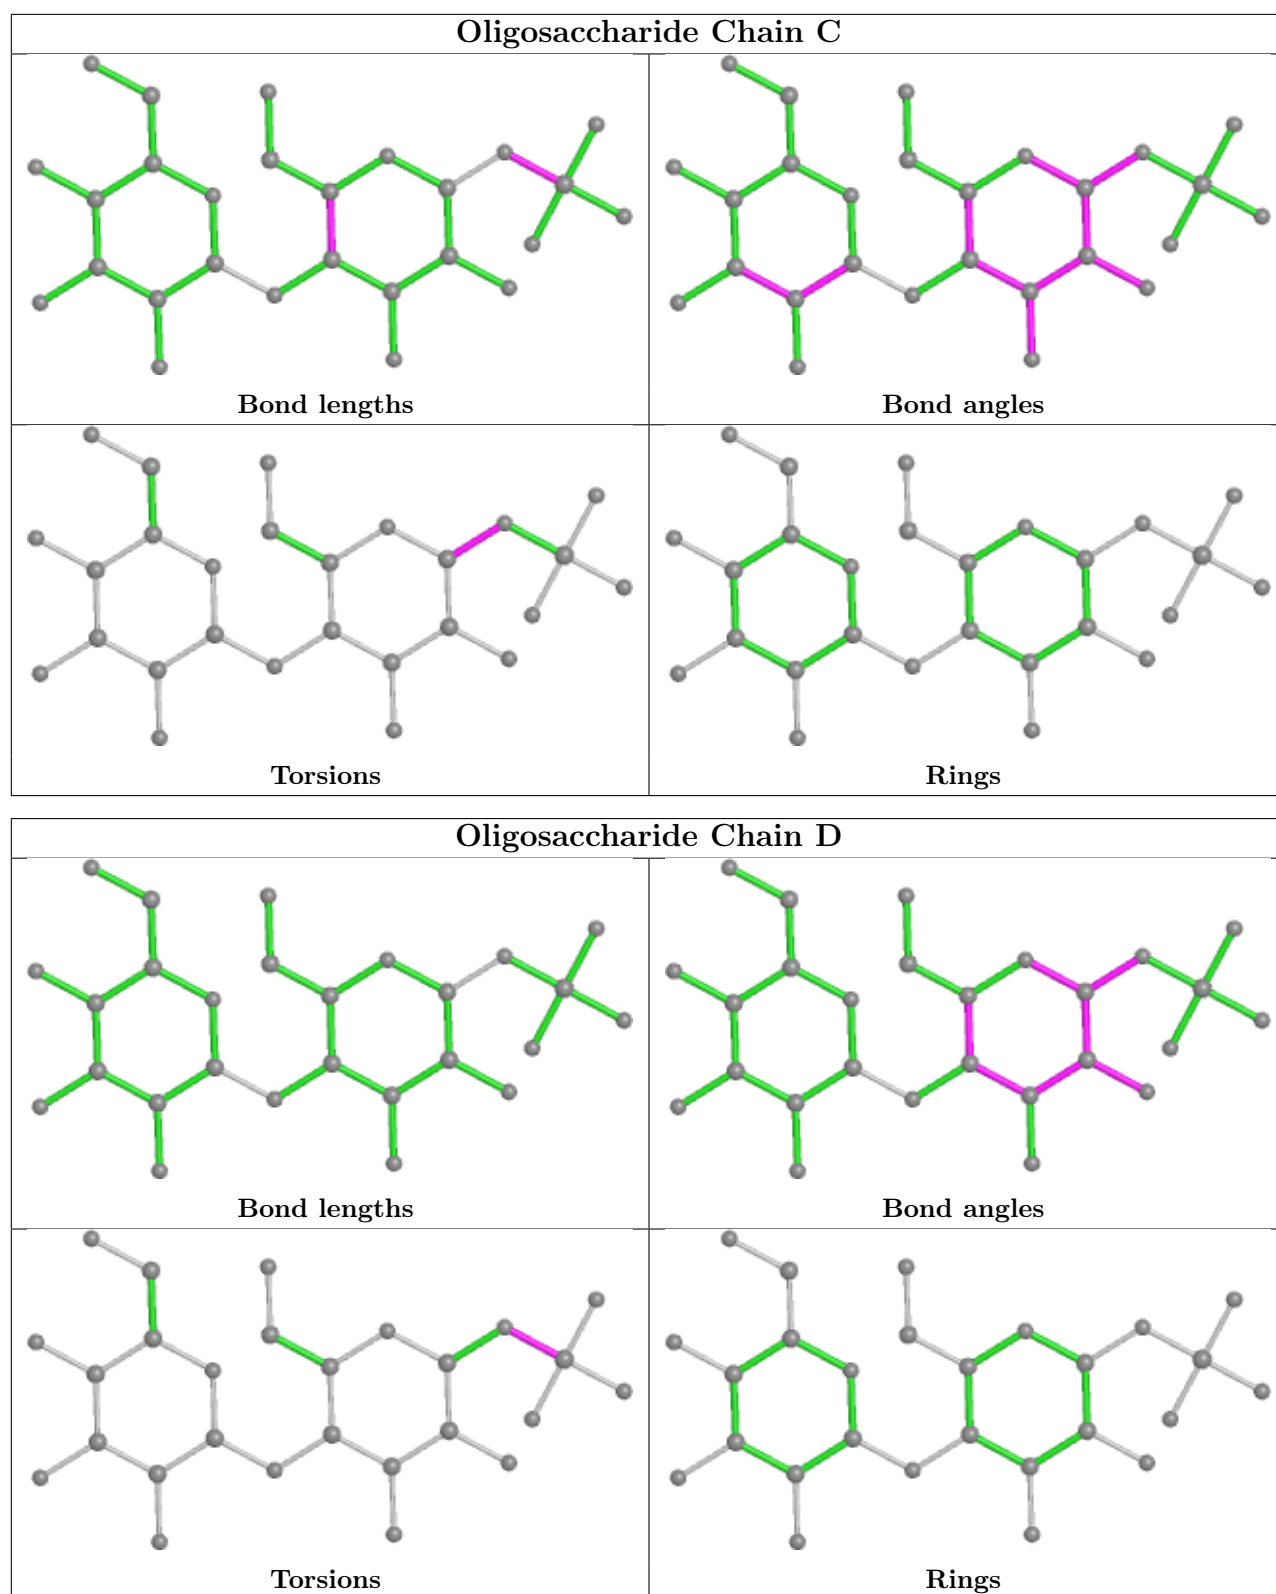 Oligosaccharide Chain C
Bond lengths
Bond angles
Torsions
Rings
Oligosaccharide Chain D
Bond lengths
Bond angles
Torsions
Rings